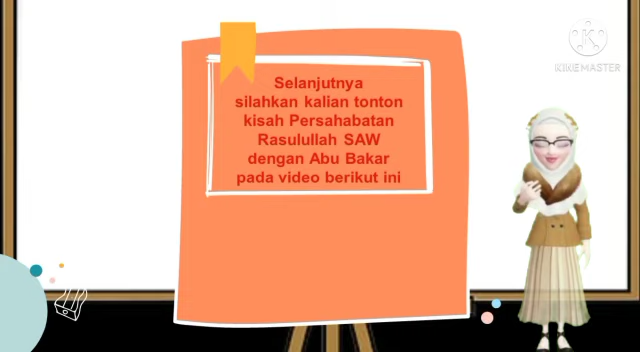 Selanjutnya
silahkan kalian tonton
kisah Persahabatan
Rasulullah SAW
dengan Abu Bakar
pada video berikut ini
KINEMASTER